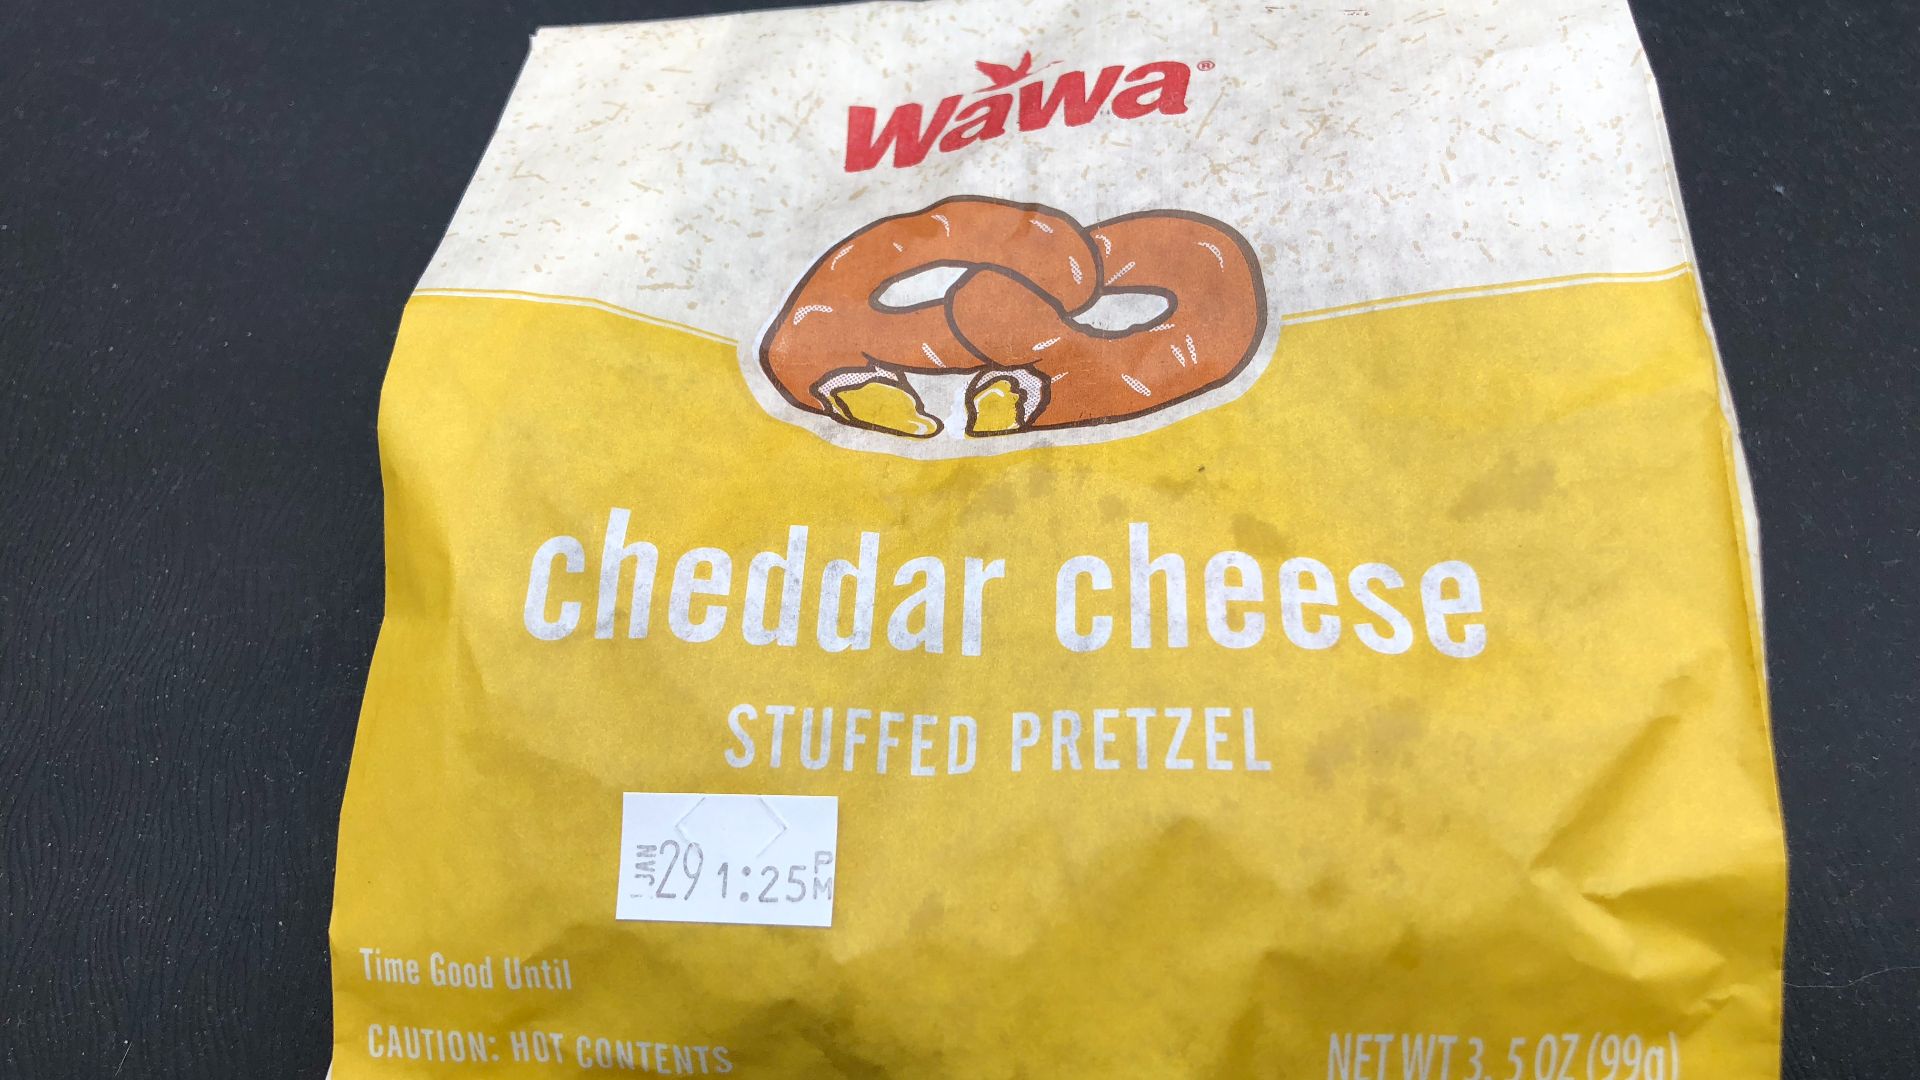 wawa®
cheddar cheese
STUFFED PRETZEL
JAN 29 1:25 PM
Time Good Until
CAUTION: HOT CONTENTS
NET WT 3.5 OZ (99g)